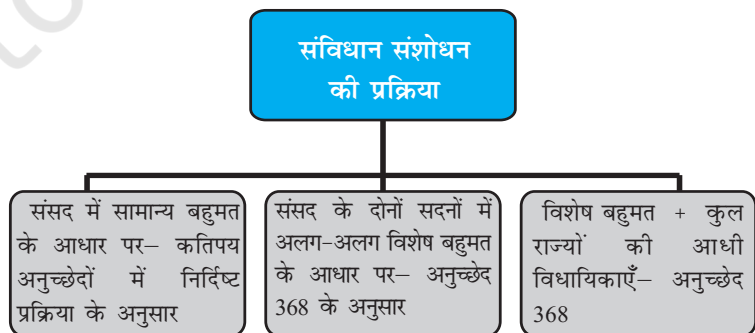 संविधान संशोधन
की प्रक्रिया
संसद में सामान्य बहुमत
के आधार पर– कतिपय
अनुच्छेदों में निर्दिष्ट
प्रक्रिया के अनुसार
संसद के दोनों सदनों में
अलग-अलग विशेष बहुमत
के आधार पर– अनुच्छेद
368 के अनुसार
विशेष बहुमत + कुल
राज्यों की आधी
विधायिकाएँ– अनुच्छेद
368